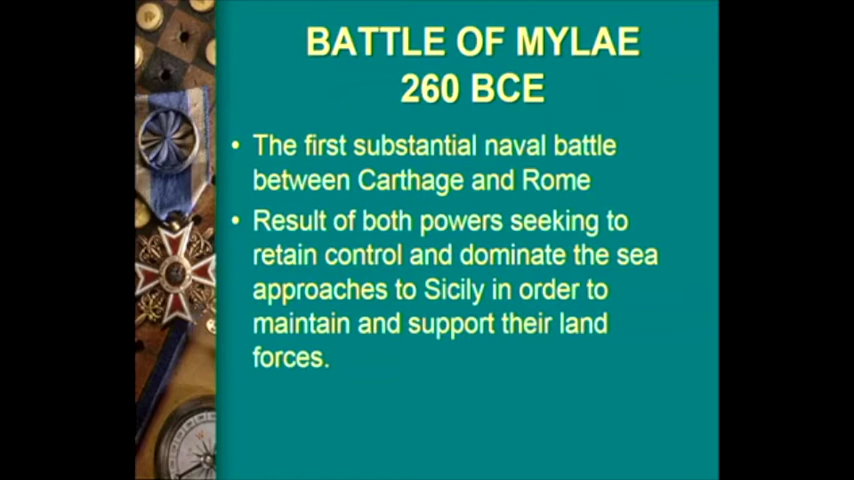 BATTLE OF MYLAE
260 BCE
• The first substantial naval battle
between Carthage and Rome
• Result of both powers seeking to
retain control and dominate the sea
approaches to Sicily in order to
maintain and support their land
forces.